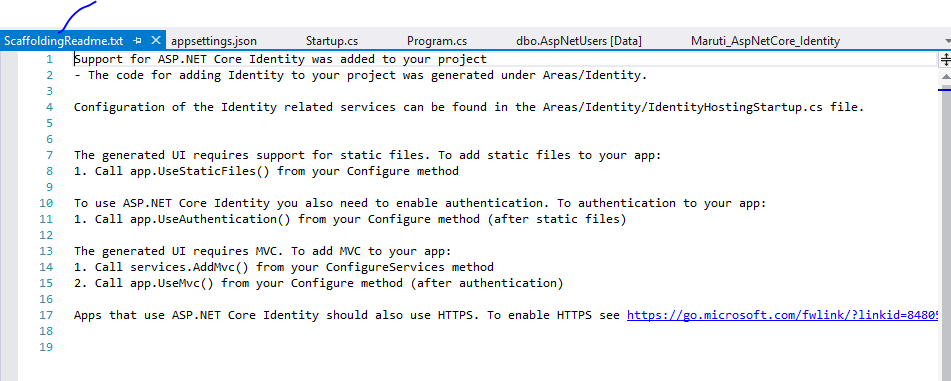 ScaffoldingReadme.txt appsettings.json Startup.cs Program.cs dbo.AspNetUsers [Data] Maruti_AspNetCore_Identity
1 Support for ASP.NET Core Identity was added to your project
2 - The code for adding Identity to your project was generated under Areas/Identity.
3
4 Configuration of the Identity related services can be found in the Areas/Identity/IdentityHostingStartup.cs file.
5
6
7 The generated UI requires support for static files. To add static files to your app:
8 1. Call app.UseStaticFiles() from your Configure method
9
10 To use ASP.NET Core Identity you also need to enable authentication. To authentication to your app:
11 1. Call app.UseAuthentication() from your Configure method (after static files)
12
13 The generated UI requires MVC. To add MVC to your app:
14 1. Call services.AddMvc() from your ConfigureServices method
15 2. Call app.UseMvc() from your Configure method (after authentication)
16
17 Apps that use ASP.NET Core Identity should also use HTTPS. To enable HTTPS see https://go.microsoft.com/fwlink/?linkid=84805
18
19